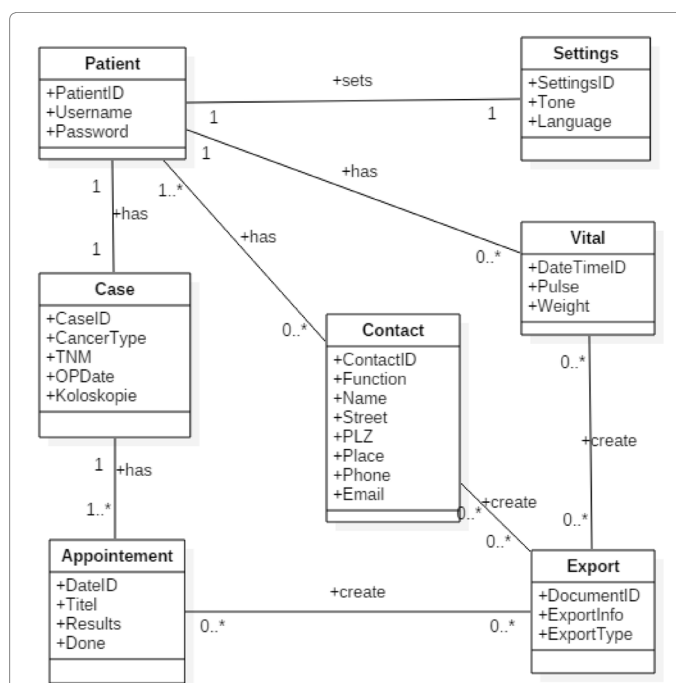 Patient
+PatientID
+Username
+Password
Settings
+SettingsID
+Tone
+Language
+sets
1
1
1
+has
0..*
1
+has
1
1..*
+has
0..*
Vital
+DateTimeID
+Pulse
+Weight
Case
+CaseID
+CancerType
+TNM
+OPDate
+Koloskopie
Contact
+ContactID
+Function
+Name
+Street
+PLZ
+Place
+Phone
+Email
0..*
+create
0..*
1
+has
1..*
0..*
+create
0..*
Appointement
+DateID
+Titel
+Results
+Done
+create
0..*
0..*
Export
+DocumentID
+ExportInfo
+ExportType